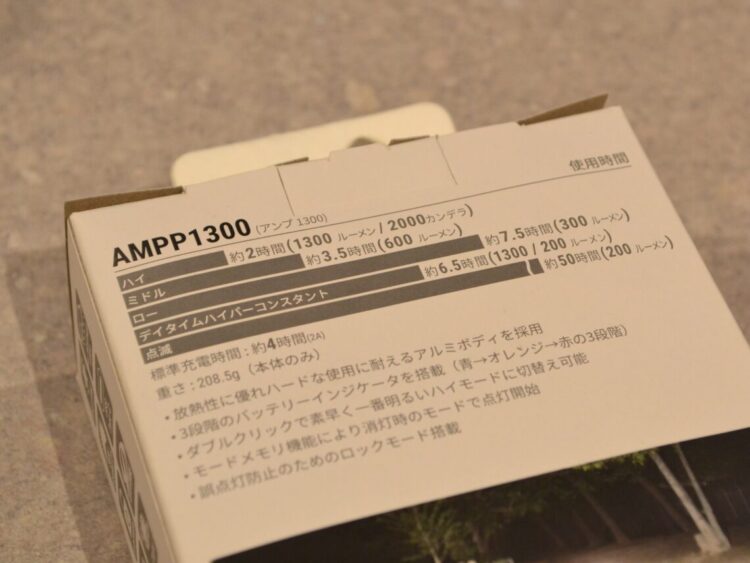 使用時間
AMPP1300 (アンプ 1300)
ハイ 約2時間(1300 ルーメン / 2000カンデラ)
ミドル 約3.5時間(600 ルーメン)
ロー 約7.5時間(300 ルーメン)
デイタイムハイパーコンスタント 約6.5時間(1300 / 200 ルーメン)
点滅 約50時間(200 ルーメン)
標準充電時間:約4時間(2A)
重さ:208.5g(本体のみ)
・放熱性に優れハードな使用に耐えるアルミボディを採用
・3段階のバッテリーインジケータを搭載(青→オレンジ→赤の3段階)
・ダブルクリックで素早く一番明るいハイモードに切替え可能
・モードメモリ機能により消灯時のモードで点灯開始
・誤点灯防止のためのロックモード搭載